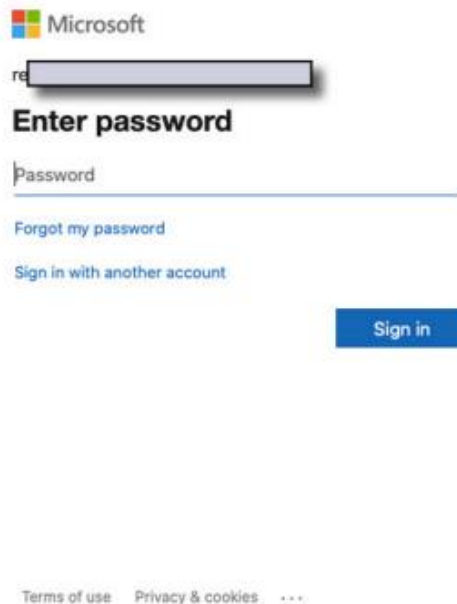 Microsoft
re
Enter password
Password
Forgot my password
Sign in with another account
Sign in
Terms of use Privacy & cookies ...